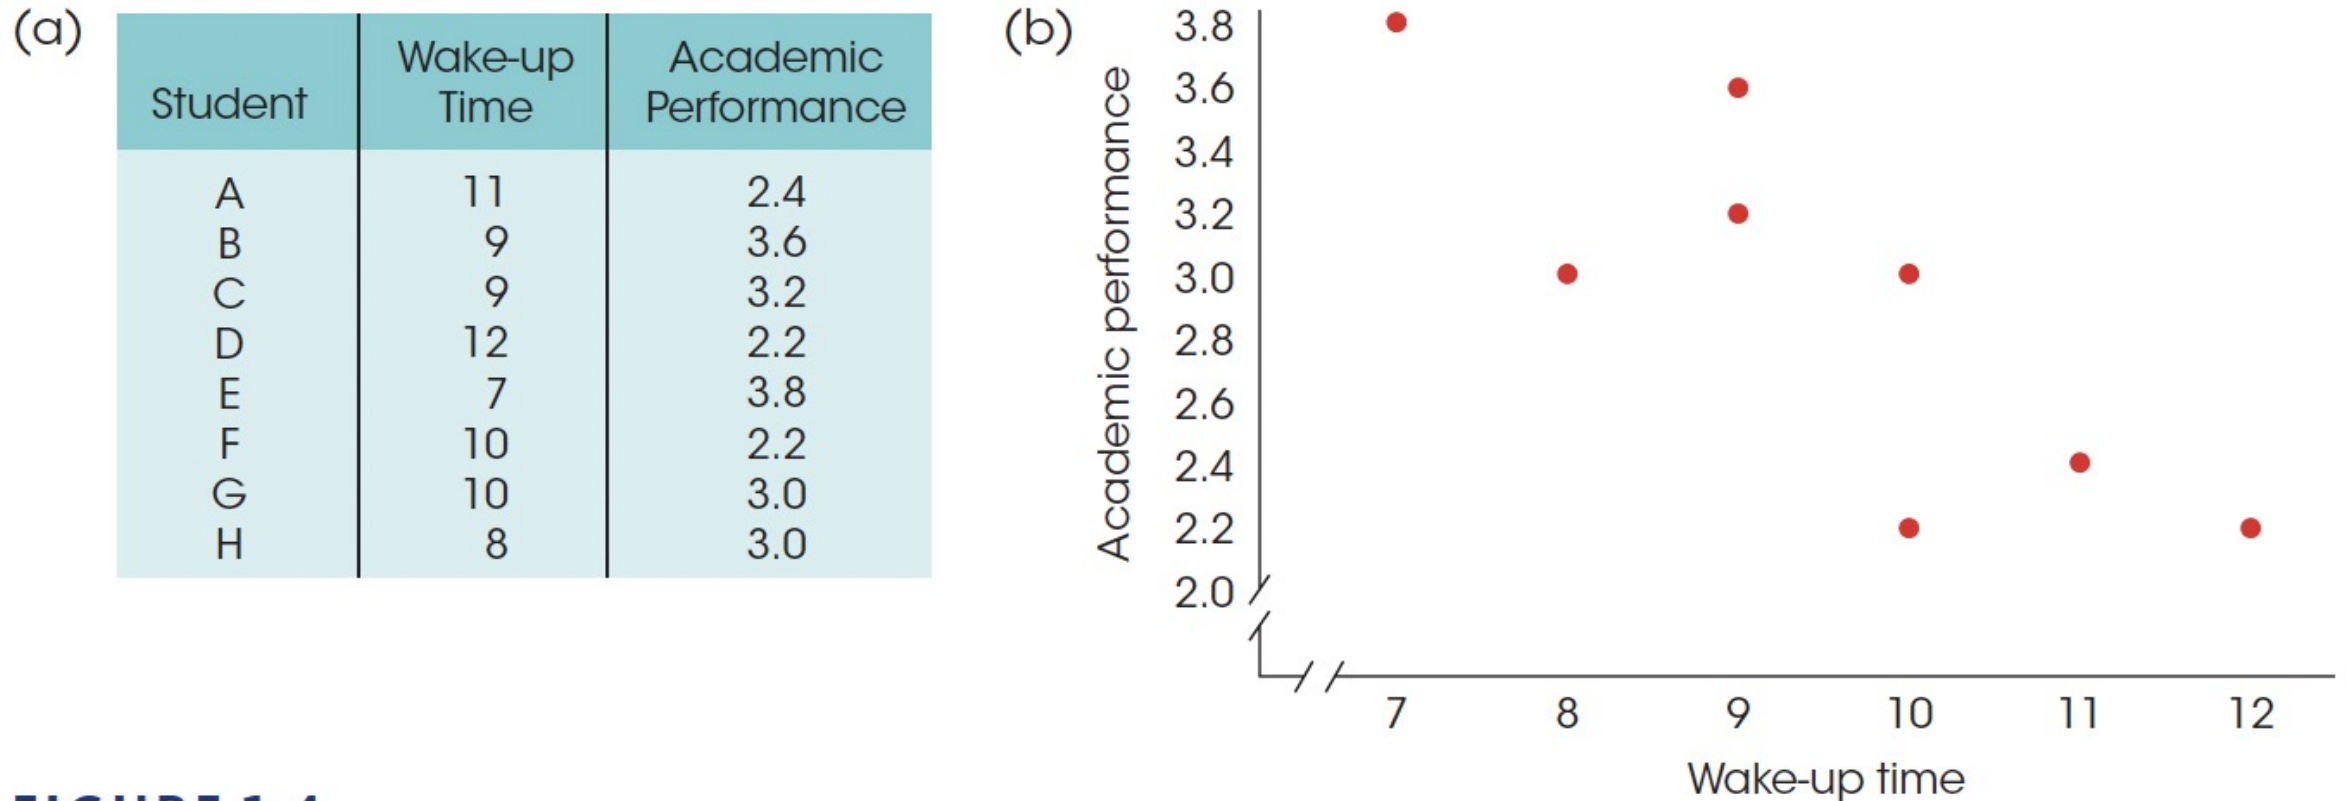 (a)
Student Wake-up Time Academic Performance
A 11 2.4
B 9 3.6
C 9 3.2
D 12 2.2
E 7 3.8
F 10 2.2
G 10 3.0
H 8 3.0
(b)
Academic performance
3.8
3.6
3.4
3.2
3.0
2.8
2.6
2.4
2.2
2.0
7 8 9 10 11 12
Wake-up time